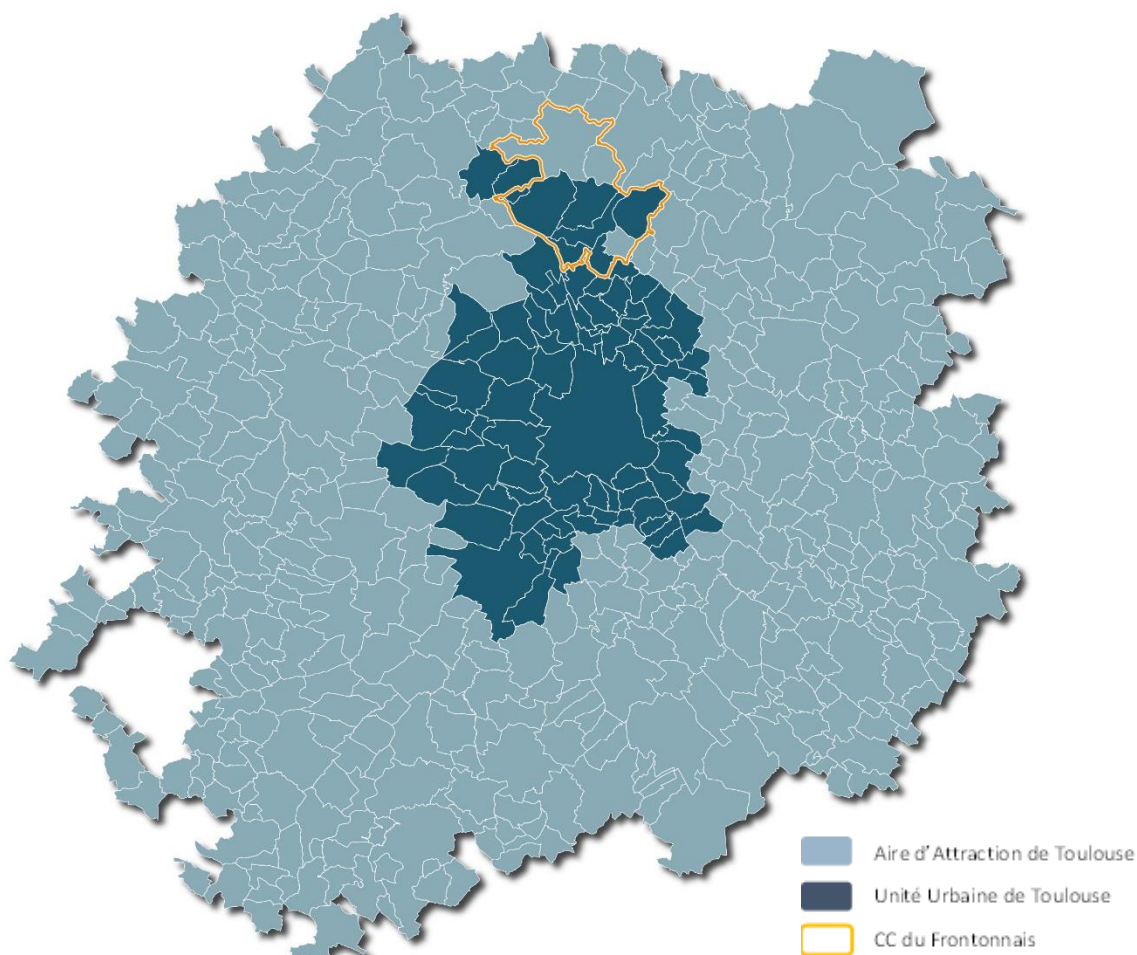 Aire d'Attraction de Toulouse
Unité Urbaine de Toulouse
CC du Frontonnais